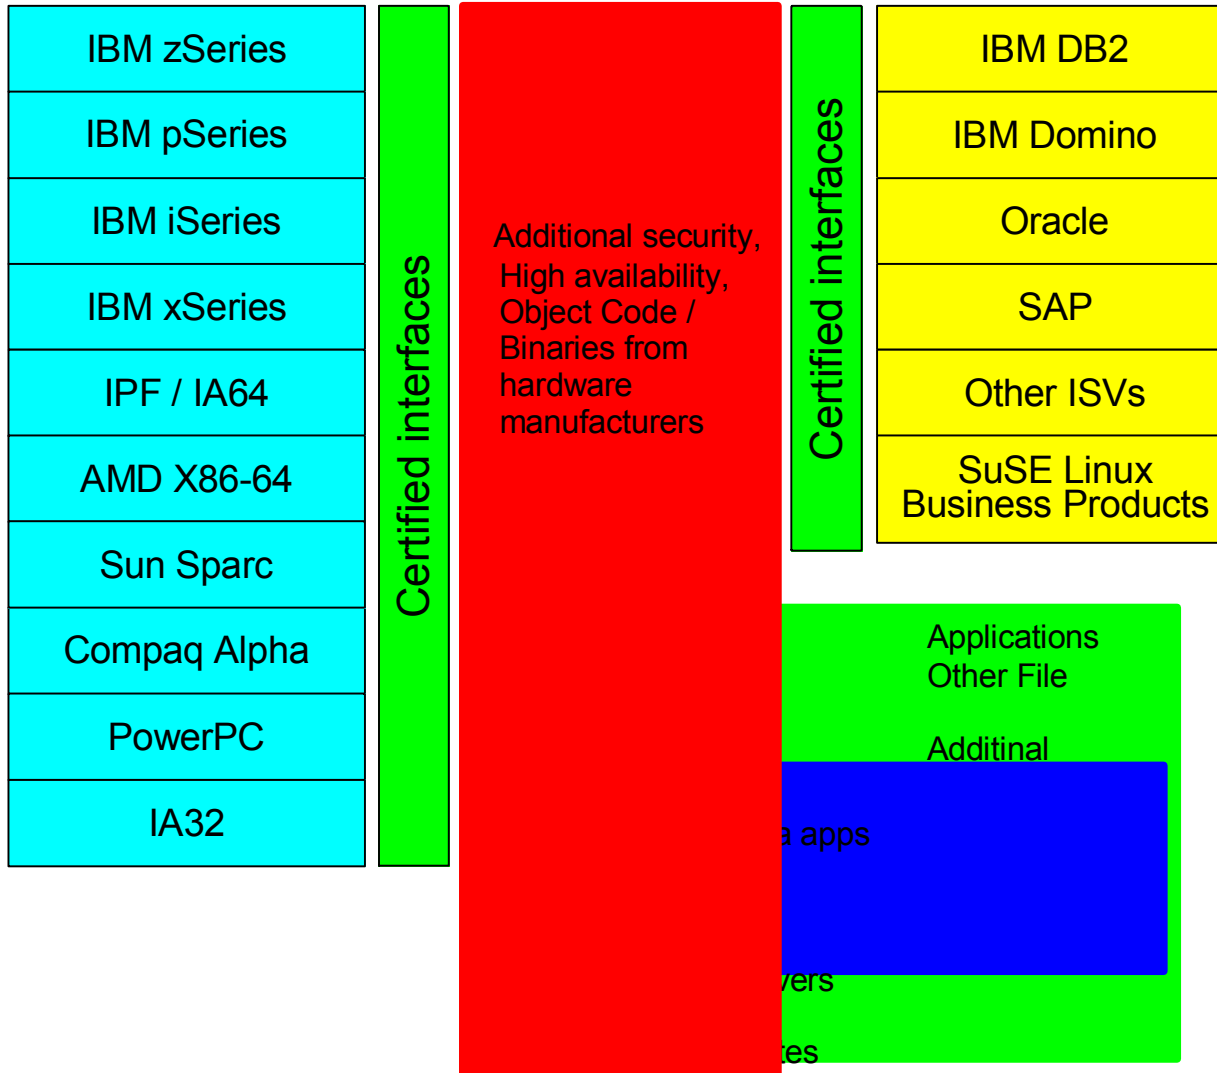 IBM zSeries
IBM pSeries
IBM iSeries
IBM xSeries
IPF / IA64
AMD X86-64
Sun Sparc
Compaq Alpha
PowerPC
IA32
Certified interfaces
Additional security,
High availability,
Object Code /
Binaries from
hardware
manufacturers
Certified interfaces
IBM DB2
IBM Domino
Oracle
SAP
Other ISVs
SuSE Linux
Business Products
Applications
Other File
Additinal
apps